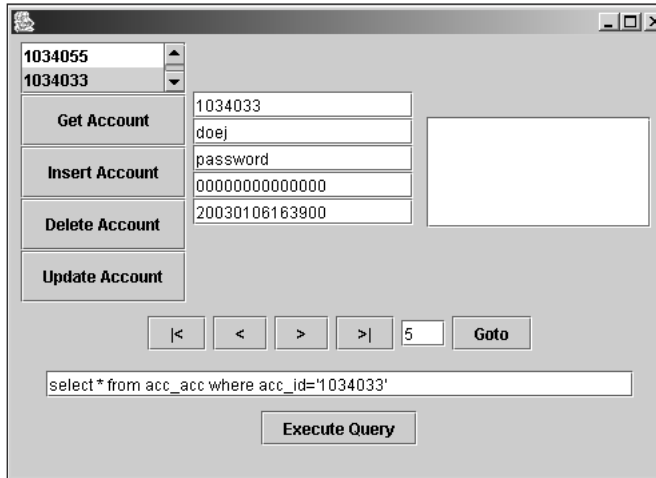 1034055
1034033
Get Account
Insert Account
Delete Account
Update Account
1034033
doej
password
00000000000000
20030106163900
|< < > >| 5 Goto
select * from acc_acc where acc_id='1034033'
Execute Query